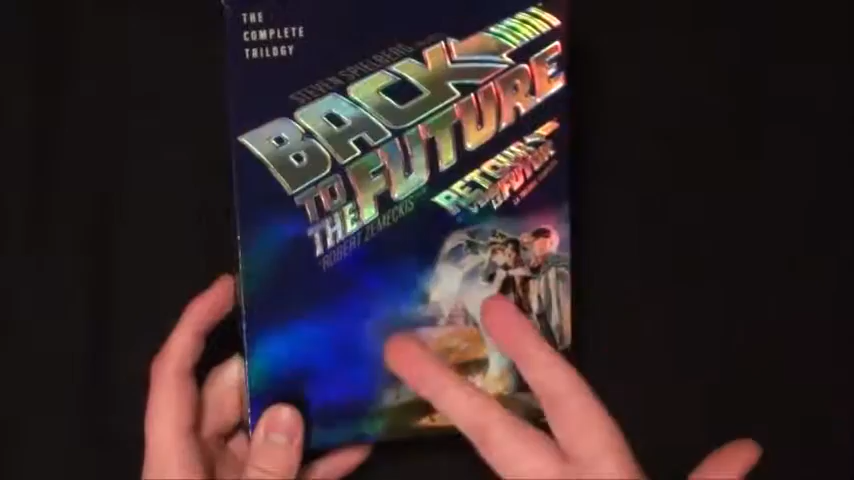 THE
COMPLETE
TRILOGY
STEVEN SPIELBERG
BACK
TO THE
FUTURE
ROBERT ZEMECKIS
RETOUR
VERS LE FUTUR